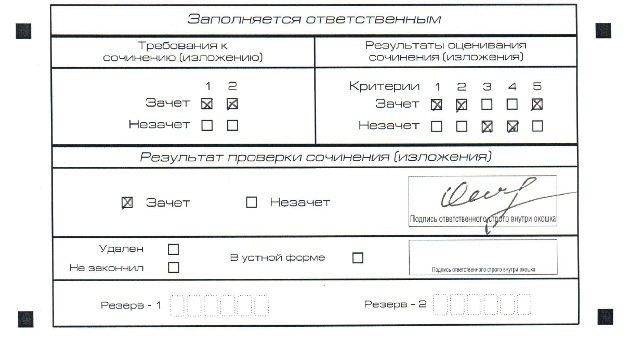 Заполняется ответственным
Требования к
сочинению (изложению)
Результаты оценивания
сочинения (изложения)
1 2
Критерии 1 2 3 4 5
Зачет
Зачет
Незачет
Незачет
Результат проверки сочинения (изложения)
Зачет
Незачет
Подпись ответственного строго внутри окошка
Удален
Не закончил
В устной форме
Подпись ответственного строго внутри окошка
Резерв - 1
Резерв - 2